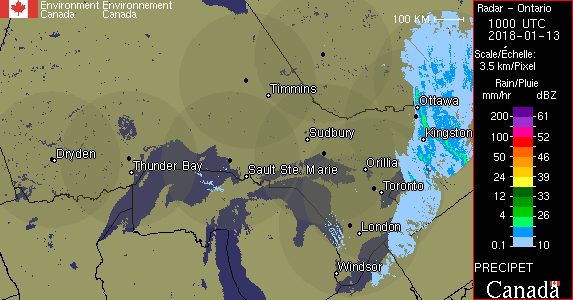 Environment Environnement
Canada Canada
100 KM
Timmins
Ottawa
Sudbury
Kingston
Dryden
Thunder Bay
Sault Ste. Marie
Orillia
Toronto
London
Windsor
Radar - Ontario
1000 UTC
2018-01-13
Scale/Échelle:
3.5 km/Pixel
Rain/Pluie
mm/hr dBZ
200 61
100 52
50 46
24 39
12 33
4 26
0.1 10
PRECIPET
Canada